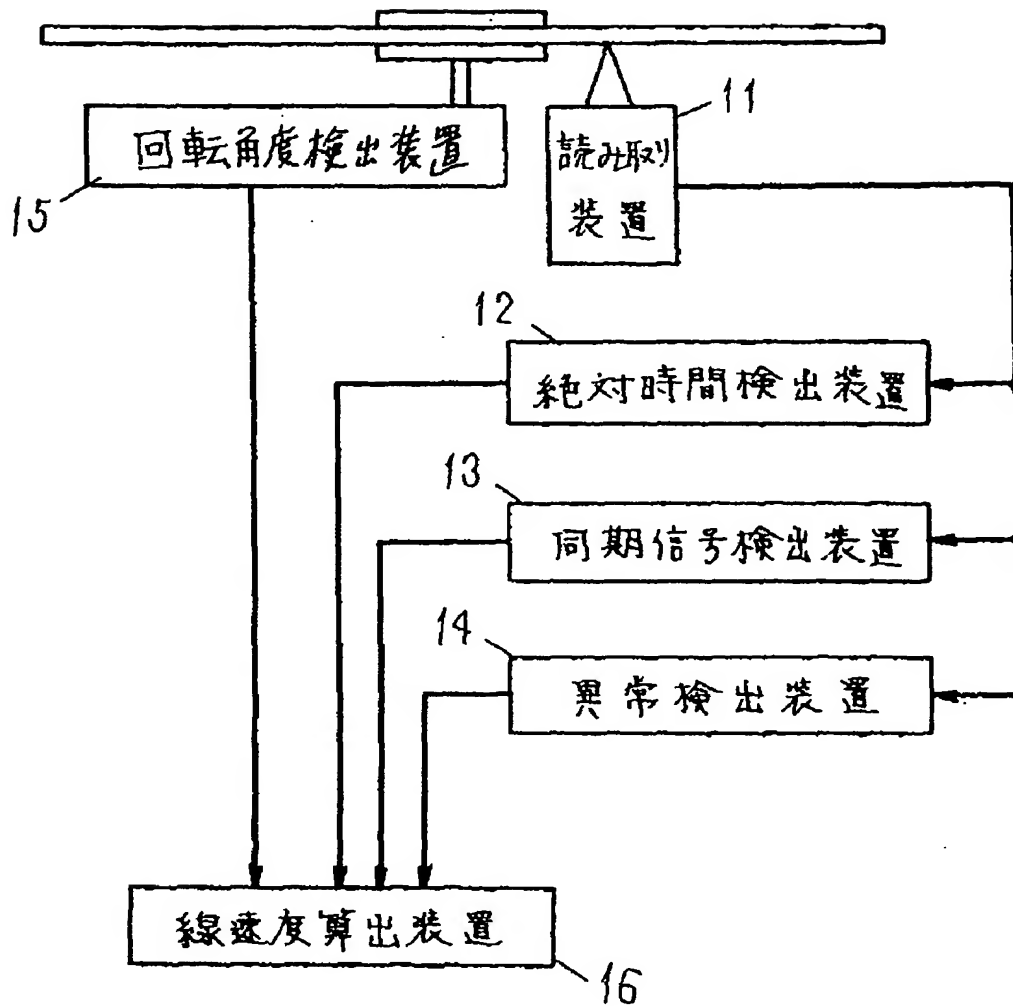 11
回転角度検出装置
読み取り
装置
15
12
絶対時間検出装置
13
同期信号検出装置
14
異常検出装置
線速度算出装置
16